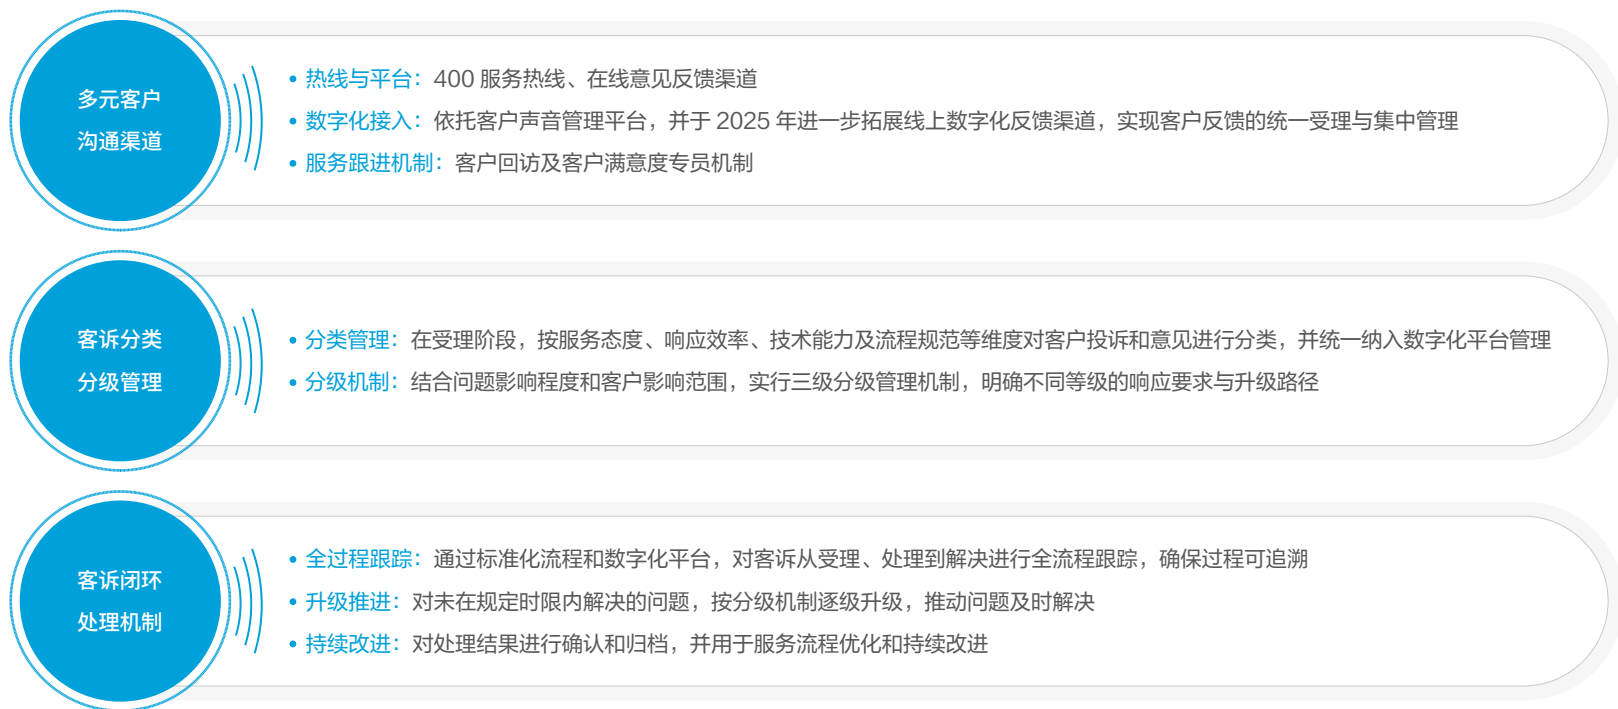 多元客户
沟通渠道
• 热线与平台：400 服务热线、在线意见反馈渠道
• 数字化接入：依托客户声音管理平台，并于 2025 年进一步拓展线上数字化反馈渠道，实现客户反馈的统一受理与集中管理
• 服务跟进机制：客户回访及客户满意度专员机制
客诉分类
分级管理
• 分类管理：在受理阶段，按服务态度、响应效率、技术能力及流程规范等维度对客户投诉和意见进行分类，并统一纳入数字化平台管理
• 分级机制：结合问题影响程度和客户影响范围，实行三级分级管理机制，明确不同等级的响应要求与升级路径
客诉闭环
处理机制
• 全过程跟踪：通过标准化流程和数字化平台，对客诉从受理、处理到解决进行全流程跟踪，确保过程可追溯
• 升级推进：对未在规定时限内解决的问题，按分级机制逐级升级，推动问题及时解决
• 持续改进：对处理结果进行确认和归档，并用于服务流程优化和持续改进